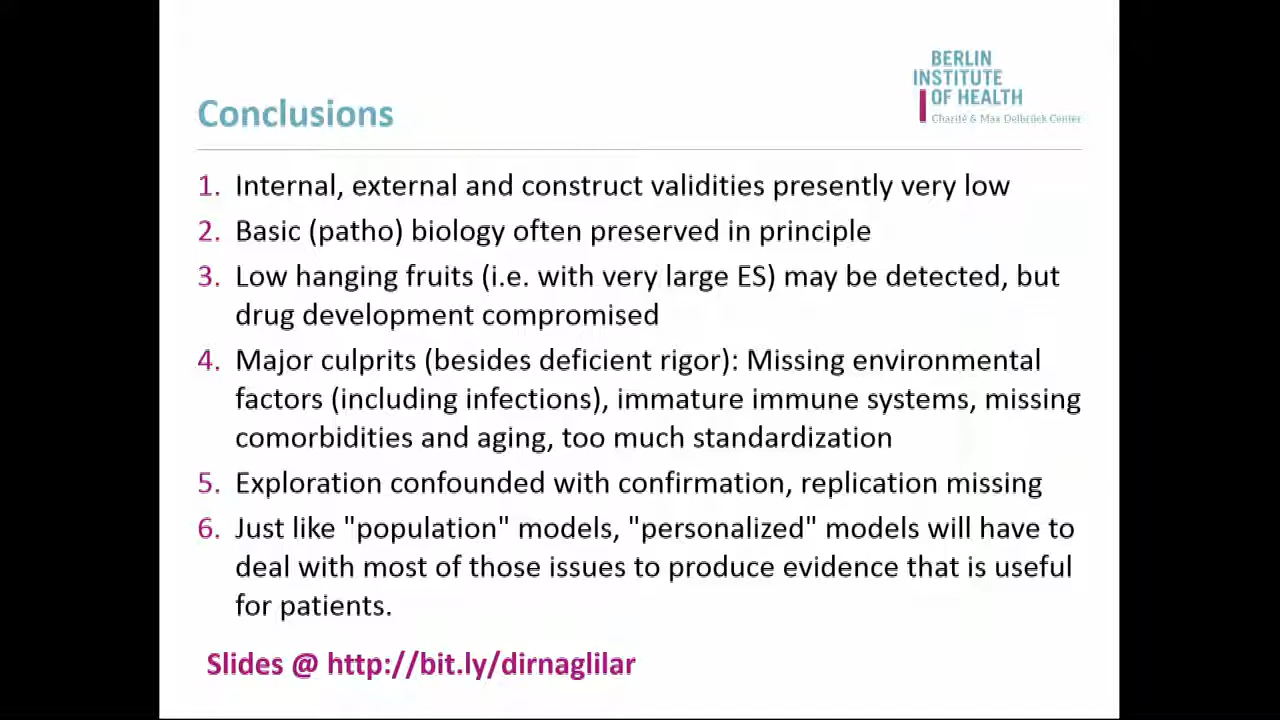 BERLIN
INSTITUTE
OF HEALTH
Charité & Max Delbrück Center
Conclusions
1. Internal, external and construct validities presently very low
2. Basic (patho) biology often preserved in principle
3. Low hanging fruits (i.e. with very large ES) may be detected, but
drug development compromised
4. Major culprits (besides deficient rigor): Missing environmental
factors (including infections), immature immune systems, missing
comorbidities and aging, too much standardization
5. Exploration confounded with confirmation, replication missing
6. Just like "population" models, "personalized" models will have to
deal with most of those issues to produce evidence that is useful
for patients.
Slides @ http://bit.ly/dirnaglilar